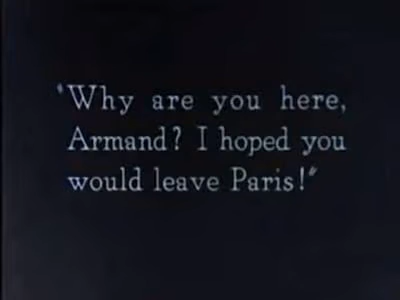 "Why are you here,
Armand? I hoped you
would leave Paris!"